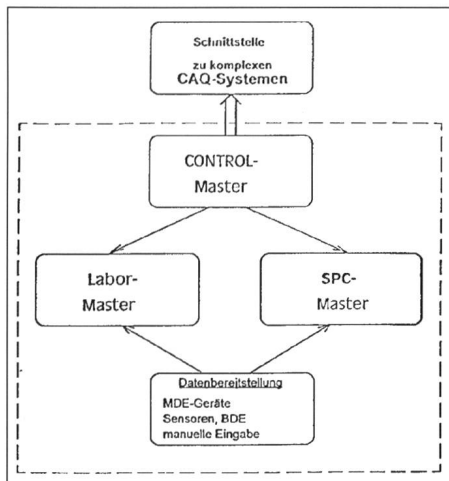 Schnittstelle
zu komplexen
CAQ-Systemen
CONTROL-
Master
Labor-
Master
SPC-
Master
Datenbereitstellung
MDE-Geräte
Sensoren, BDE
manuelle Eingabe